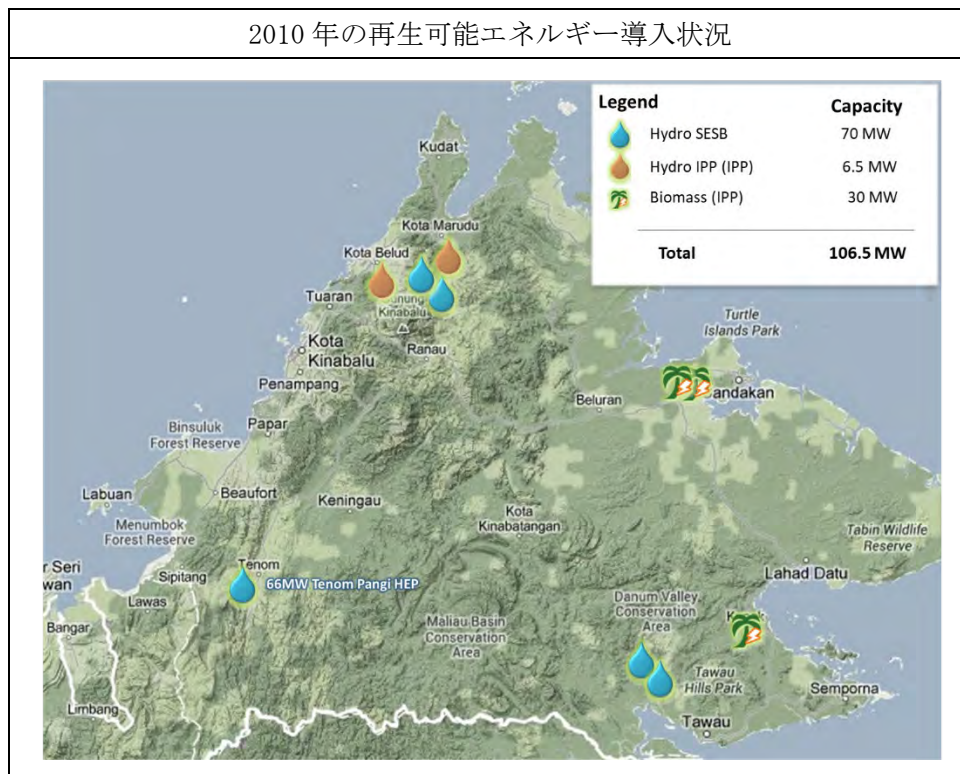 2010 年の再生可能エネルギー導入状況
Legend Capacity
Hydro SESB 70 MW
Hydro IPP (IPP) 6.5 MW
Biomass (IPP) 30 MW
Total 106.5 MW
Kudat
Kota Marudu
Kota Belud
Tuaran
Kinabalu
Kota
Kinabalu
Ranau
Penampang
Turtle
Islands Park
Beluran
Binsuluk
Forest Reserve
Papar
Labuan
Beaufort
Keningau
Kota
Kinabatangan
Menumbok
Forest Reserve
Tabin Wildlife
Reserve
Seri
Sipitang
Tenom
66MW Tenom Pangi HEP
Lahad Datu
Lawas
Bangar
Danum Valley
Conservation
Area
Maliau Basin
Conservation
Area
Tawau
Hills Park
Semporna
Limbang
Tawau